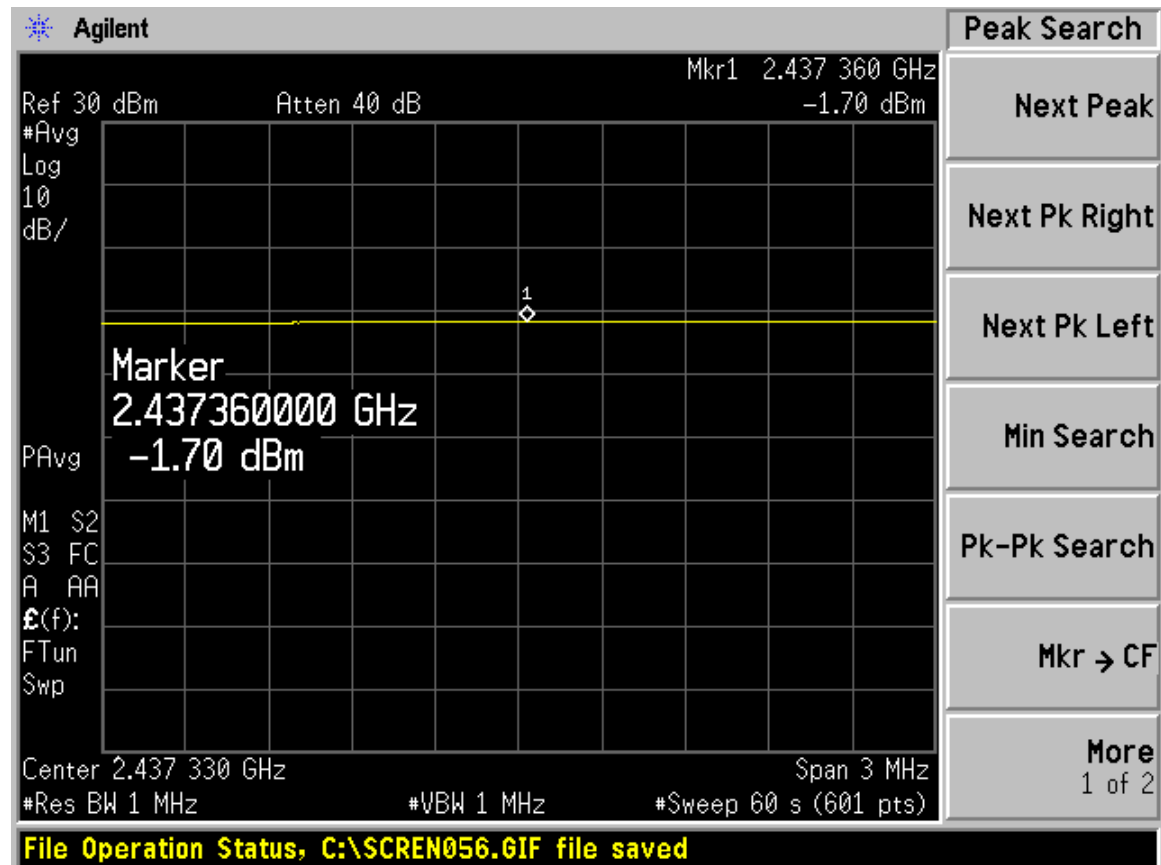 Agilent
Peak Search
Mkr1 2.437 360 GHz
Ref 30 dBm Atten 40 dB -1.70 dBm
#Avg
Log
10
dB/
1
Marker
2.437360000 GHz
-1.70 dBm
PAvg
M1 S2
S3 FC
A AA
£(f):
FTun
Swp
Center 2.437 330 GHz Span 3 MHz
#Res BW 1 MHz #VBW 1 MHz #Sweep 60 s (601 pts)
File Operation Status, C:\SCREN056.GIF file saved
Next Peak
Next Pk Right
Next Pk Left
Min Search
Pk-Pk Search
Mkr → CF
More
1 of 2